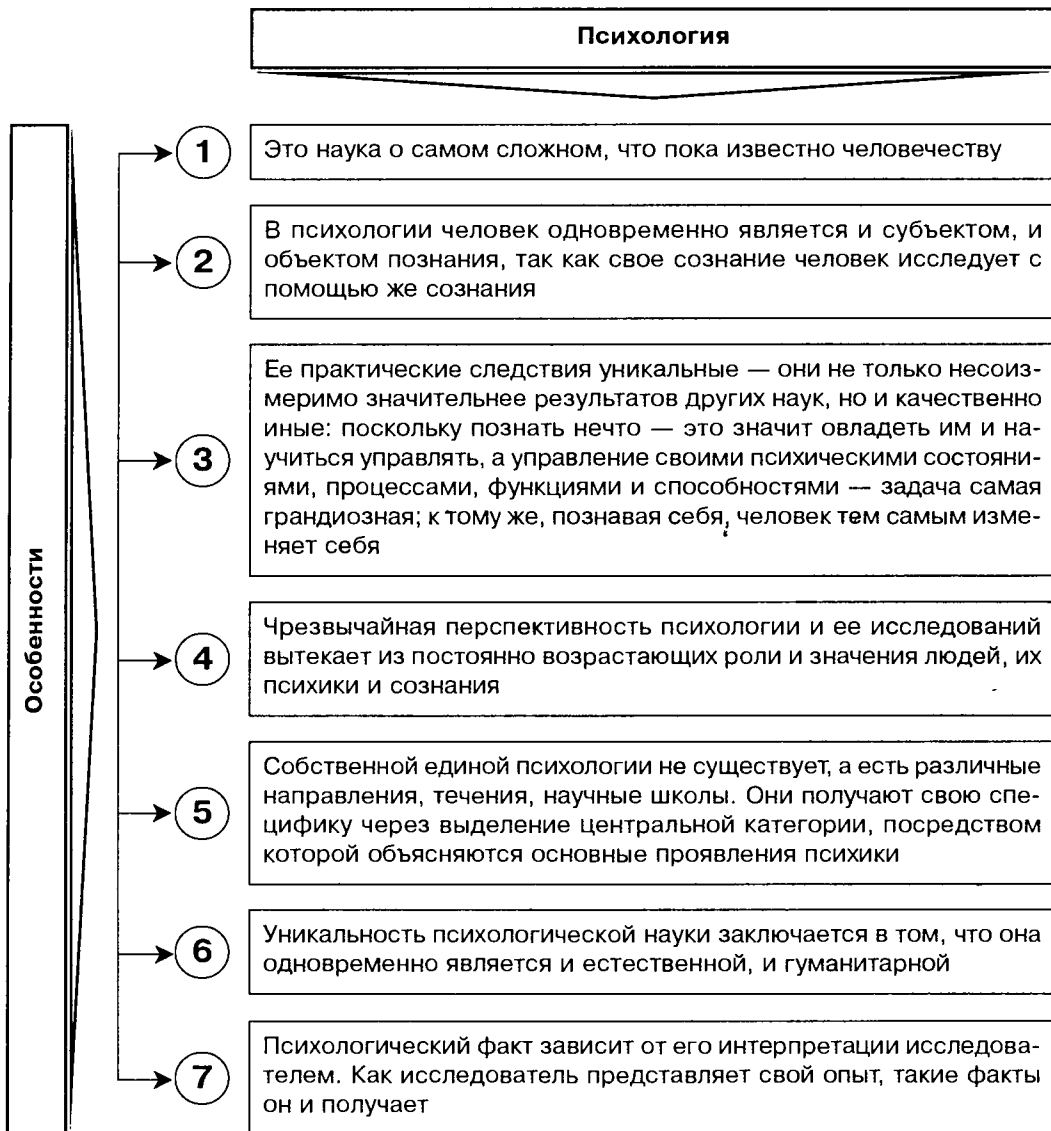 Психология
Особенности
1
Это наука о самом сложном, что пока известно человечеству
2
В психологии человек одновременно является и субъектом, и
объектом познания, так как свое сознание человек исследует с
помощью же сознания
3
Ее практические следствия уникальные — они не только несоиз-
меримо значительнее результатов других наук, но и качественно
иные: поскольку познать нечто — это значит овладеть им и на-
учиться управлять, а управление своими психическими состояни-
ями, процессами, функциями и способностями — задача самая
грандиозная; к тому же, познавая себя, человек тем самым изме-
няет себя
4
Чрезвычайная перспективность психологии и ее исследований
вытекает из постоянно возрастающих роли и значения людей, их
психики и сознания
5
Собственной единой психологии не существует, а есть различные
направления, течения, научные школы. Они получают свою спе-
цифику через выделение центральной категории, посредством
которой объясняются основные проявления психики
6
Уникальность психологической науки заключается в том, что она
одновременно является и естественной, и гуманитарной
7
Психологический факт зависит от его интерпретации исследова-
телем. Как исследователь представляет свой опыт, такие факты
он и получает